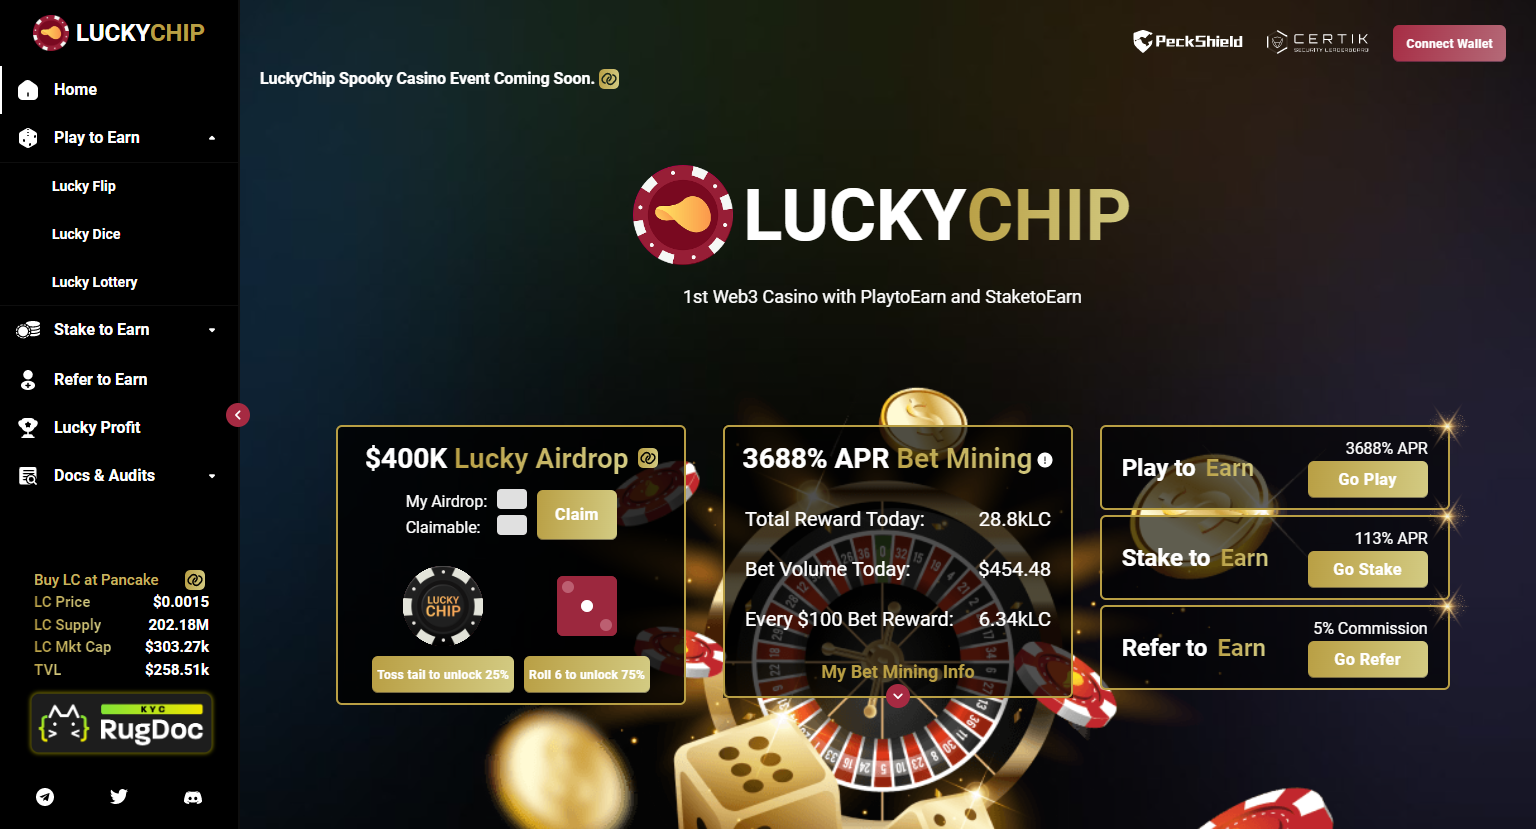 LUCKYCHIP
Home
Play to Earn
Lucky Flip
Lucky Dice
Lucky Lottery
Stake to Earn
Refer to Earn
Lucky Profit
Docs & Audits
Buy LC at Pancake
LC Price $0.0015
LC Supply 202.18M
LC Mkt Cap $303.27k
TVL $258.51k
KYC
RugDoc
LuckyChip Spooky Casino Event Coming Soon.
PeckShield
CERTIK
SECURITY LEADERBOARD
Connect Wallet
LUCKYCHIP
1st Web3 Casino with PlaytoEarn and StaketoEarn
$400K Lucky Airdrop
My Airdrop:
Claimable:
Claim
LUCKY
CHIP
Toss tail to unlock 25%
Roll 6 to unlock 75%
3688% APR Bet Mining
Total Reward Today: 28.8kLC
Bet Volume Today: $454.48
Every $100 Bet Reward: 6.34kLC
My Bet Mining Info
Play to Earn
3688% APR
Go Play
Stake to Earn
113% APR
Go Stake
Refer to Earn
5% Commission
Go Refer